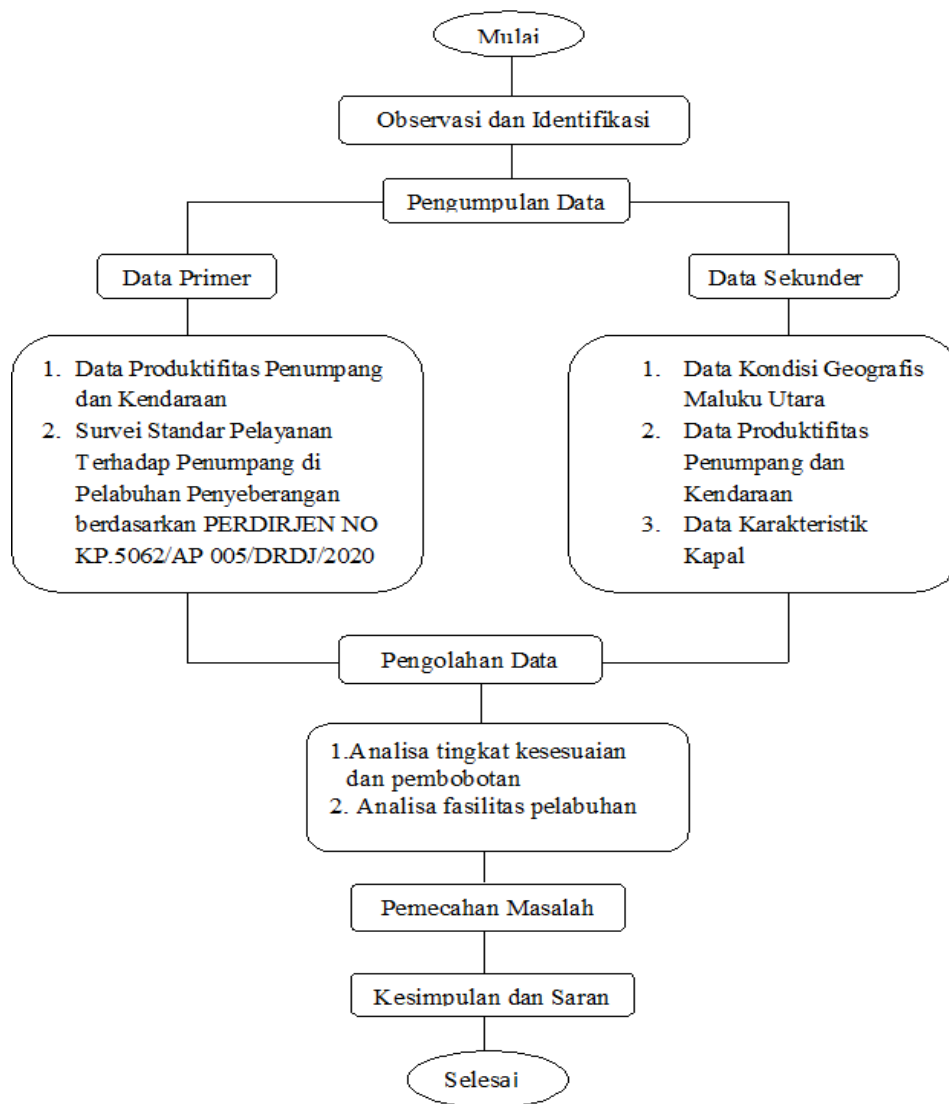 Mulai
Observasi dan Identifikasi
Pengumpulan Data
Data Primer
Data Sekunder
1. Data Produktifitas Penumpang
dan Kendaraan
2. Survei Standar Pelayanan
Terhadap Penumpang di
Pelabuhan Penyeberangan
berdasarkan PERDIRJEN NO
KP.5062/AP 005/DRDJ/2020
1. Data Kondisi Geografis
Maluku Utara
2. Data Produktifitas
Penumpang dan
Kendaraan
3. Data Karakteristik
Kapal
Pengolahan Data
1.Analisa tingkat kesesuaian
dan pembobotan
2. Analisa fasilitas pelabuhan
Pemecahan Masalah
Kesimpulan dan Saran
Selesai